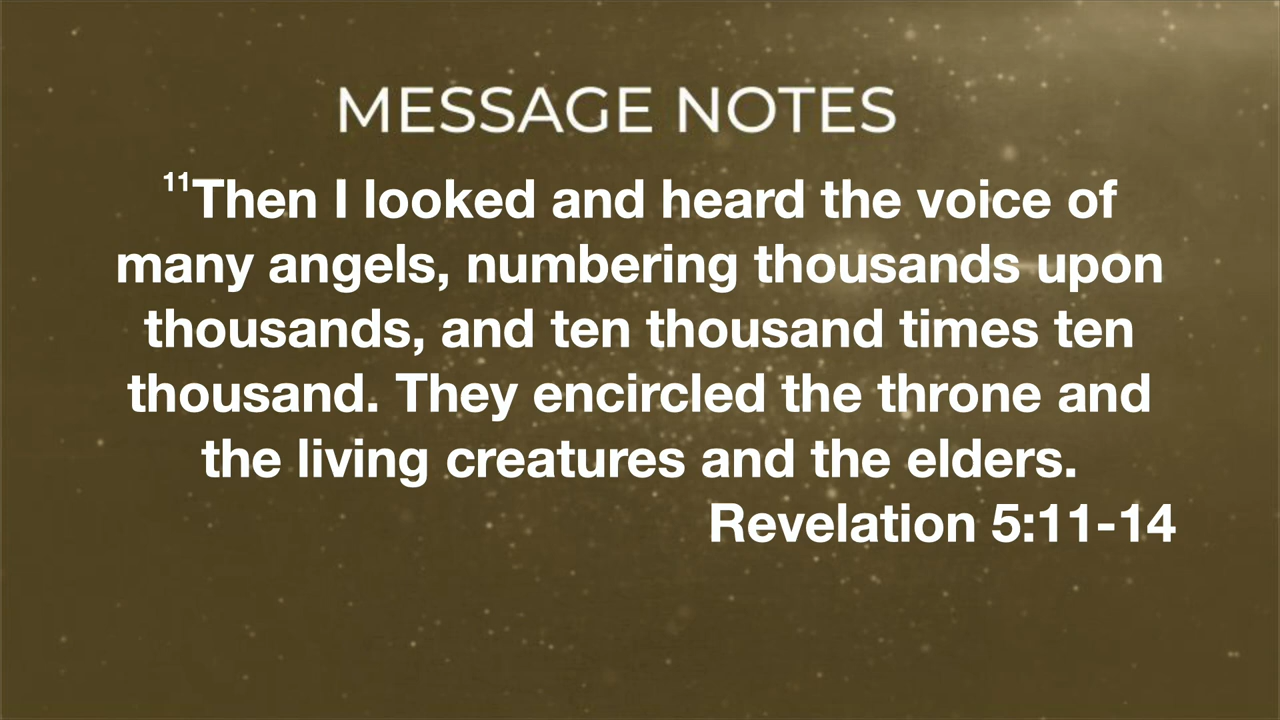 MESSAGE NOTES
¹¹Then I looked and heard the voice of
many angels, numbering thousands upon
thousands, and ten thousand times ten
thousand. They encircled the throne and
the living creatures and the elders.
Revelation 5:11-14